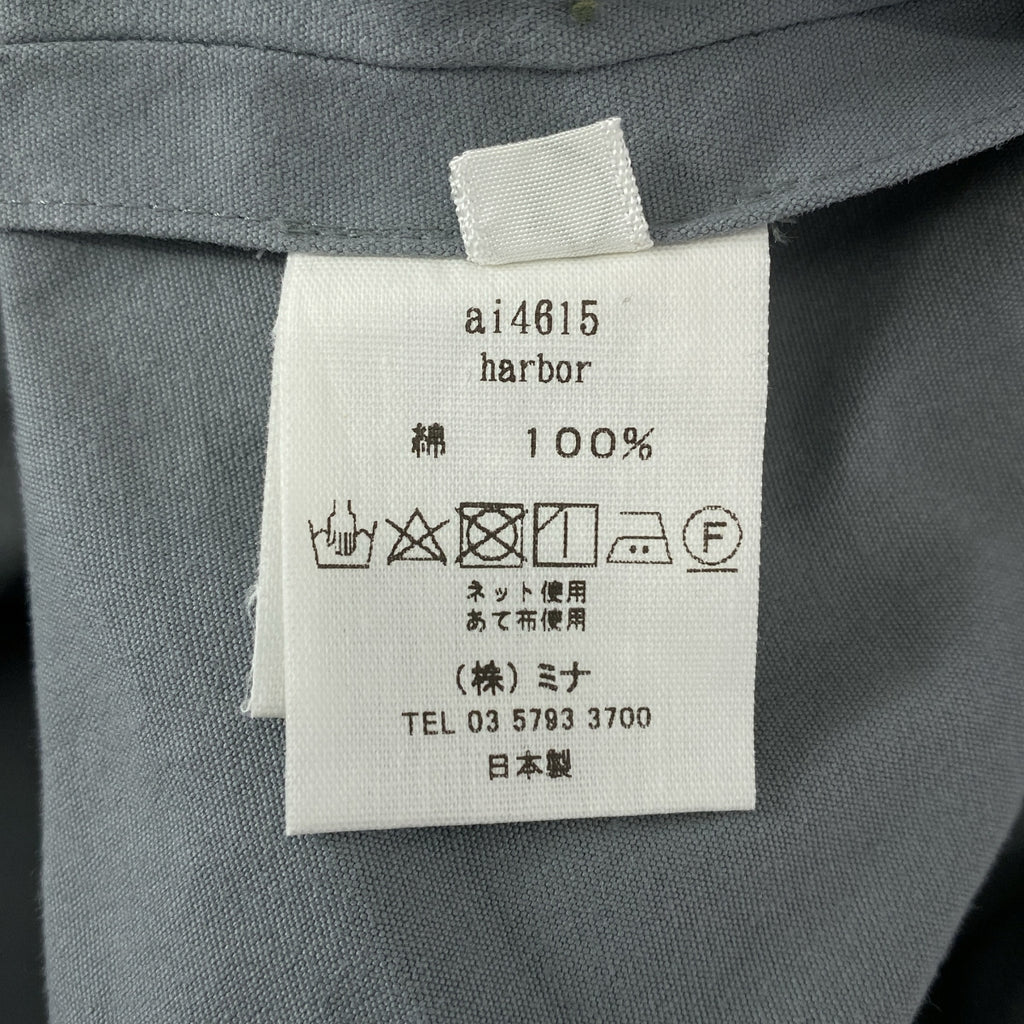 ai4615
harbor
綿 100%
F
ネット使用
あて布使用
(株)ミナ
TEL 03 5793 3700
日本製